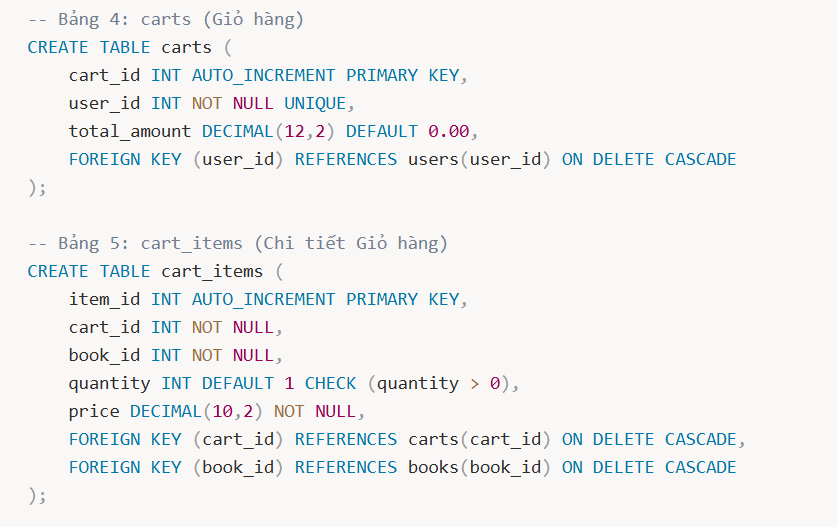 -- Bảng 4: carts (Giỏ hàng)
CREATE TABLE carts (
    cart_id INT AUTO_INCREMENT PRIMARY KEY,
    user_id INT NOT NULL UNIQUE,
    total_amount DECIMAL(12,2) DEFAULT 0.00,
    FOREIGN KEY (user_id) REFERENCES users(user_id) ON DELETE CASCADE
);

-- Bảng 5: cart_items (Chi tiết Giỏ hàng)
CREATE TABLE cart_items (
    item_id INT AUTO_INCREMENT PRIMARY KEY,
    cart_id INT NOT NULL,
    book_id INT NOT NULL,
    quantity INT DEFAULT 1 CHECK (quantity > 0),
    price DECIMAL(10,2) NOT NULL,
    FOREIGN KEY (cart_id) REFERENCES carts(cart_id) ON DELETE CASCADE,
    FOREIGN KEY (book_id) REFERENCES books(book_id) ON DELETE CASCADE
);